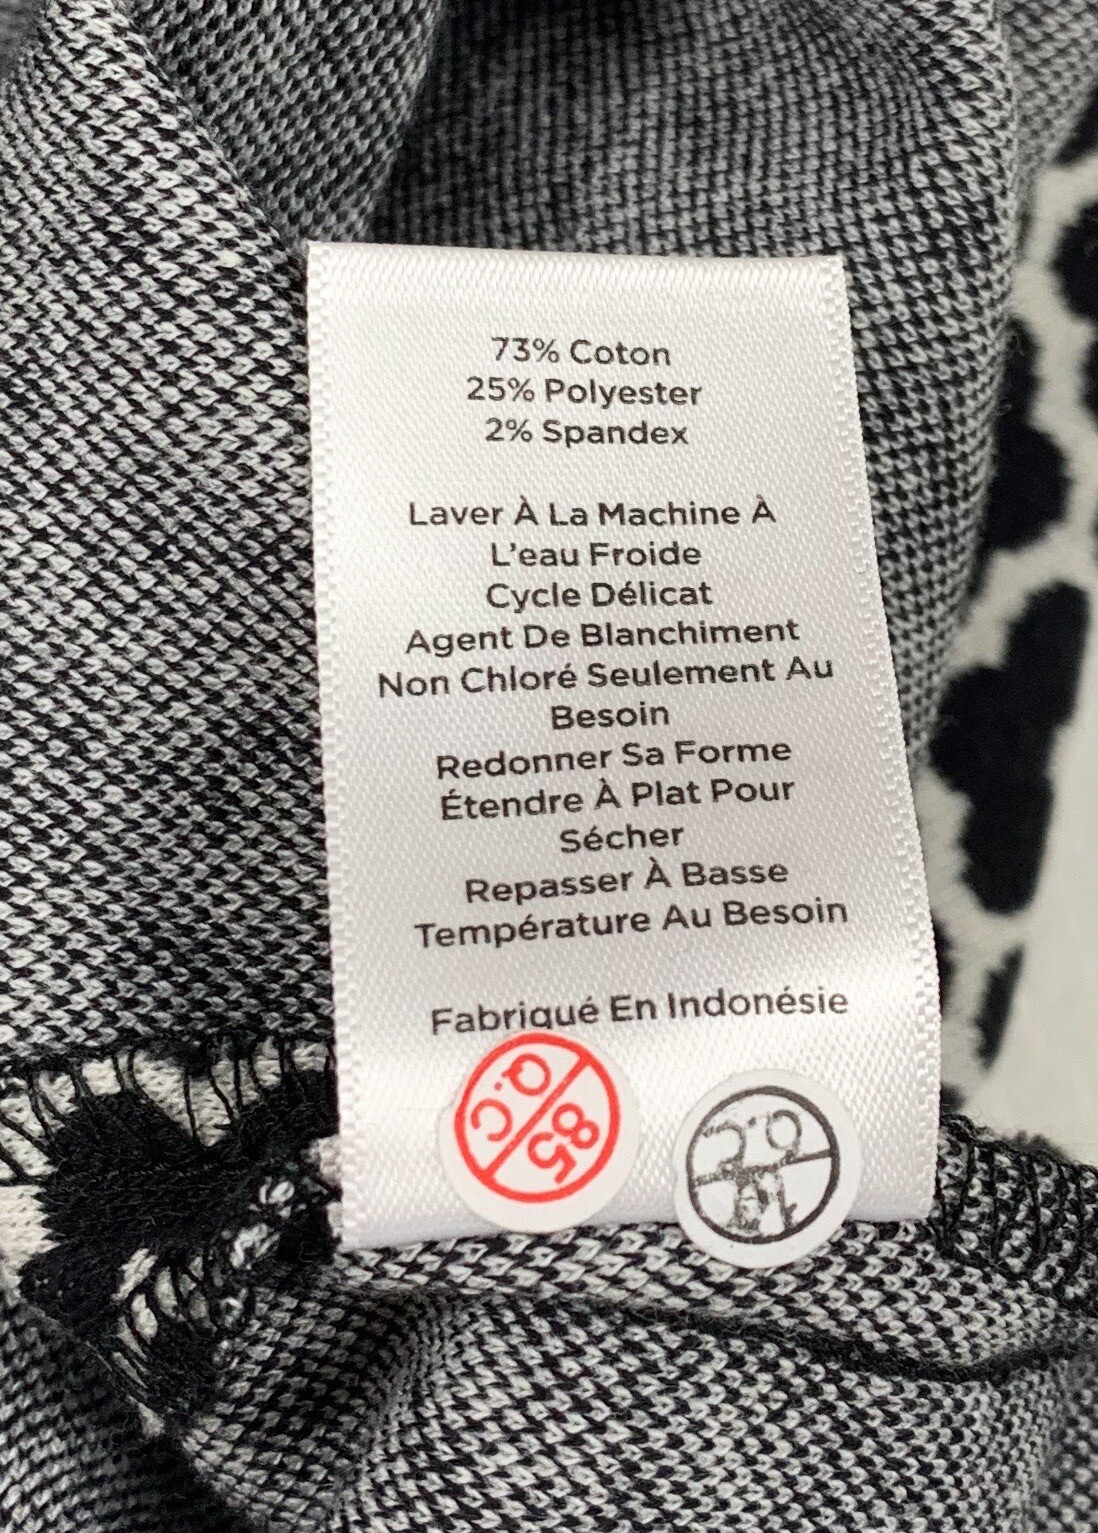 73% Coton
25% Polyester
2% Spandex
Laver À La Machine À
L'eau Froide
Cycle Délicat
Agent De Blanchiment
Non Chloré Seulement Au
Besoin
Redonner Sa Forme
Étendre À Plat Pour
Sécher
Repasser À Basse
Température Au Besoin
Fabriqué En Indonésie
Q.C
85
Q.C